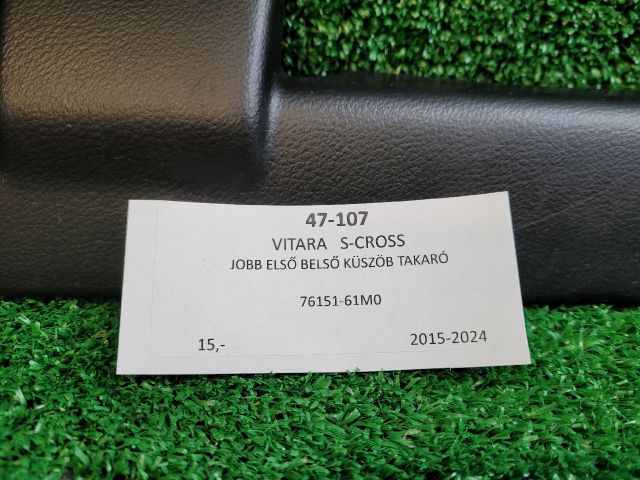 47-107
VITARA S-CROSS
JOBB ELSŐ BELSŐ KÜSZÖB TAKARÓ
76151-61M0
15,- 2015-2024